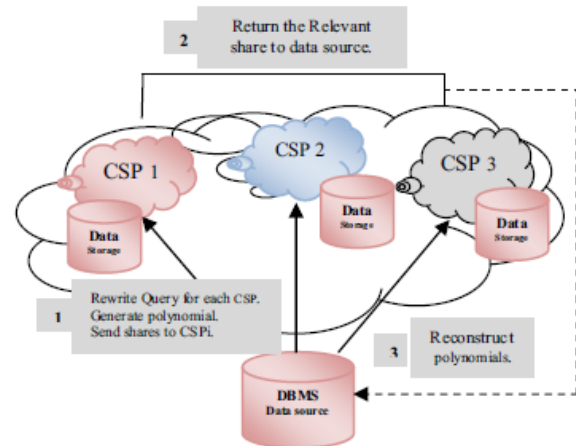 2
Return the Relevant
share to data source.
CSP 1
CSP 2
CSP 3
Data
Storage
Data
Storage
Data
Storage
1
Rewrite Query for each CSP.
Generate polynomial.
Send shares to CSPi.
3
Reconstruct
polynomials.
DBMS
Data source